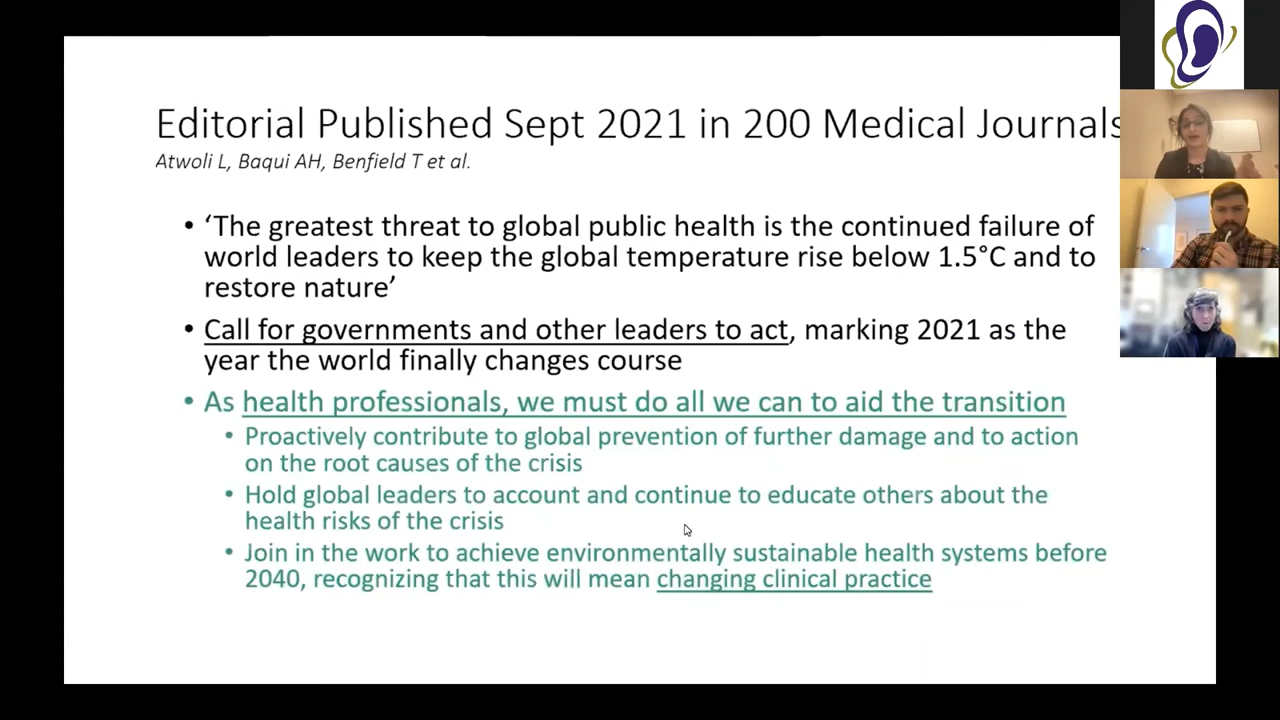 Editorial Published Sept 2021 in 200 Medical Journals
Atwoli L, Baqui AH, Benfield T et al.
• ‘The greatest threat to global public health is the continued failure of
world leaders to keep the global temperature rise below 1.5°C and to
restore nature’
• Call for governments and other leaders to act, marking 2021 as the
year the world finally changes course
• As health professionals, we must do all we can to aid the transition
• Proactively contribute to global prevention of further damage and to action
on the root causes of the crisis
• Hold global leaders to account and continue to educate others about the
health risks of the crisis
• Join in the work to achieve environmentally sustainable health systems before
2040, recognizing that this will mean changing clinical practice